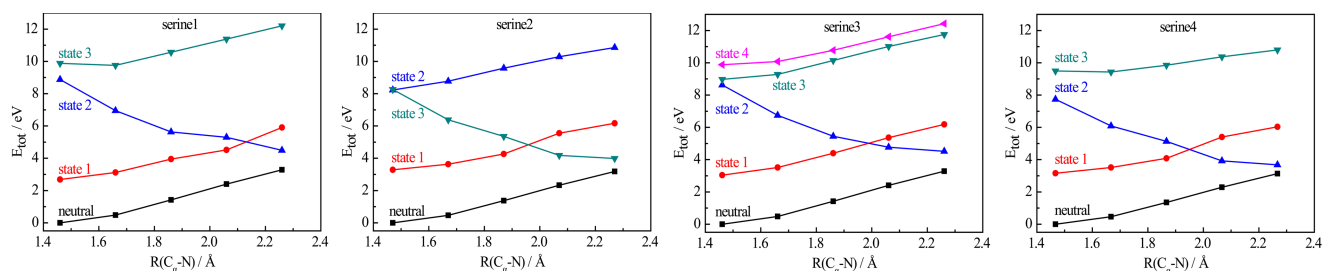 serine1
state 3
state 2
state 1
neutral
E_tot / eV
0
2
4
6
8
10
12
1.4 1.6 1.8 2.0 2.2 2.4
R(C_α-N) / Å
serine2
state 2
state 3
state 1
neutral
E_tot / eV
0
2
4
6
8
10
12
1.4 1.6 1.8 2.0 2.2 2.4
R(C_α-N) / Å
serine3
state 4
state 3
state 2
state 1
neutral
E_tot / eV
0
2
4
6
8
10
12
1.4 1.6 1.8 2.0 2.2 2.4
R(C_α-N) / Å
serine4
state 3
state 2
state 1
neutral
E_tot / eV
0
2
4
6
8
10
12
1.4 1.6 1.8 2.0 2.2 2.4
R(C_α-N) / Å